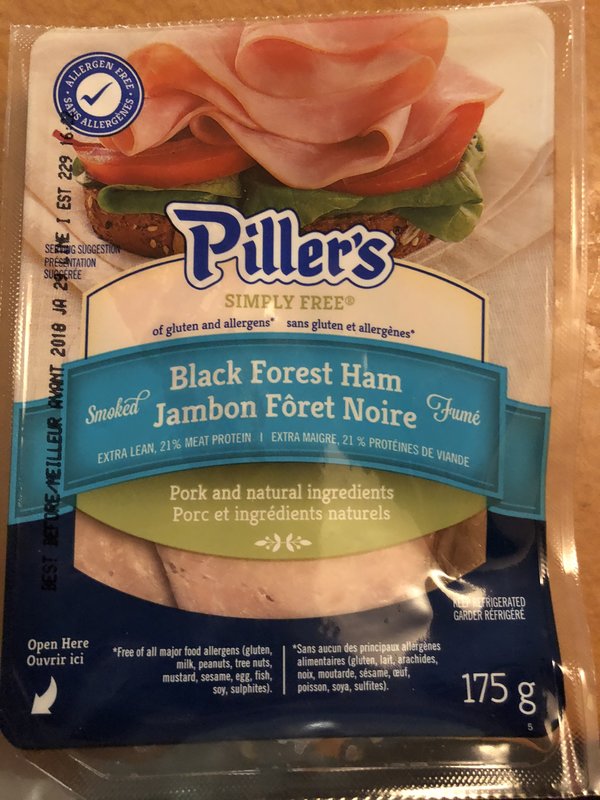 ALLERGEN FREE
SANS ALLERGÈNES
SERVING SUGGESTION
PRÉSENTATION
SUGGÉRÉE
Piller's
SIMPLY FREE®
of gluten and allergens* sans gluten et allergènes*
Smoked
Black Forest Ham
Jambon Fôret Noire
Fumé
EXTRA LEAN, 21% MEAT PROTEIN | EXTRA MAIGRE, 21 % PROTÉINES DE VIANDE
Pork and natural ingredients
Porc et ingrédients naturels
BEST BEFORE/MEILLEUR AVANT 2018 JA 29 I EST 229
KEEP REFRIGERATED
GARDER RÉFRIGÉRÉ
Open Here
Ouvrir ici
*Free of all major food allergens (gluten,
milk, peanuts, tree nuts,
mustard, sesame, egg, fish,
soy, sulphites).
*Sans aucun des principaux allergènes
alimentaires (gluten, lait, arachides,
noix, moutarde, sésame, œuf,
poisson, soya, sulfites).
175 g
5